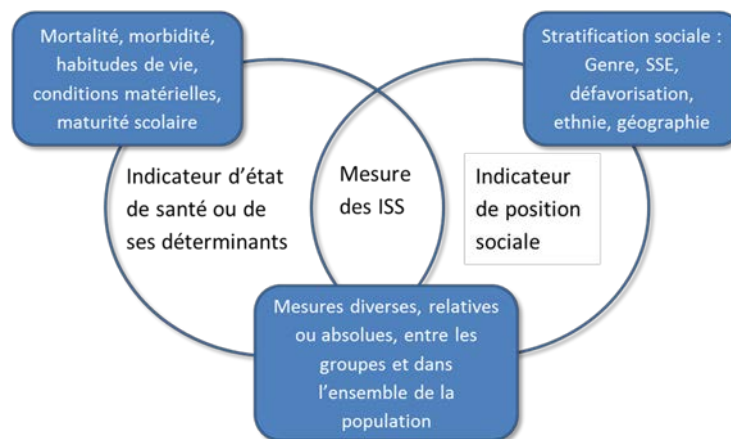 Mortalité, morbidité,
habitudes de vie,
conditions matérielles,
maturité scolaire
Stratification sociale :
Genre, SSE,
défavorisation,
ethnie, géographie
Indicateur d'état
de santé ou de
ses déterminants
Mesure
des ISS
Indicateur
de position
sociale
Mesures diverses, relatives
ou absolues, entre les
groupes et dans
l'ensemble de la
population